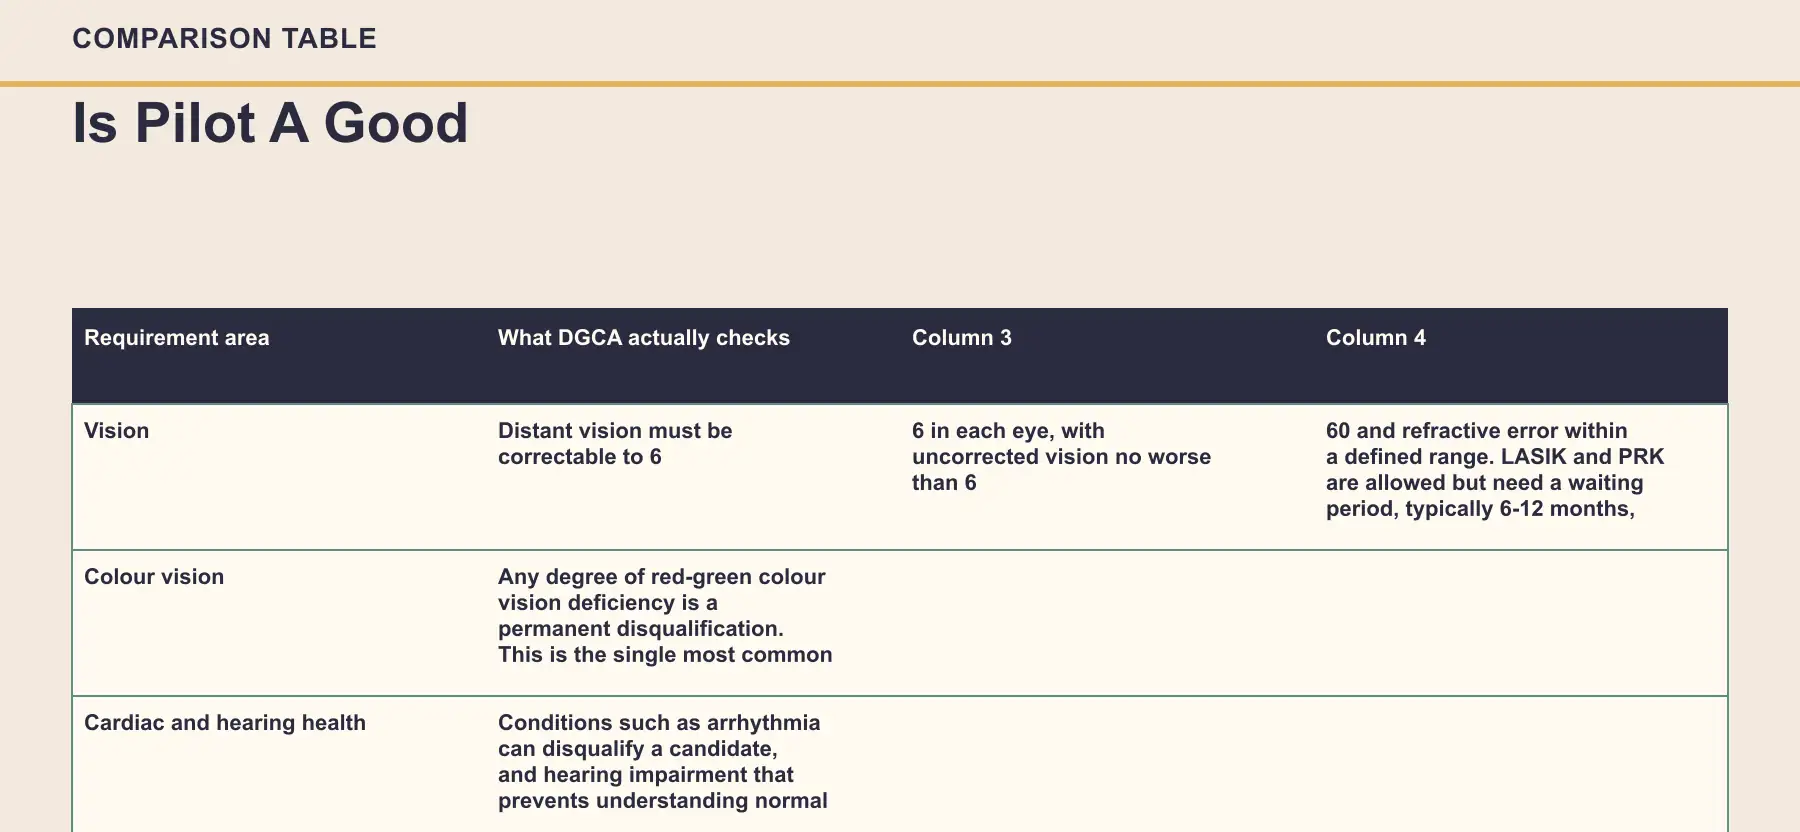 COMPARISON TABLE
Is Pilot A Good
Requirement area
What DGCA actually checks
Column 3
Column 4
Vision
Distant vision must be
correctable to 6
6 in each eye, with
uncorrected vision no worse
than 6
60 and refractive error within
a defined range. LASIK and PRK
are allowed but need a waiting
period, typically 6-12 months,
Colour vision
Any degree of red-green colour
vision deficiency is a
permanent disqualification.
This is the single most common
Cardiac and hearing health
Conditions such as arrhythmia
can disqualify a candidate,
and hearing impairment that
prevents understanding normal